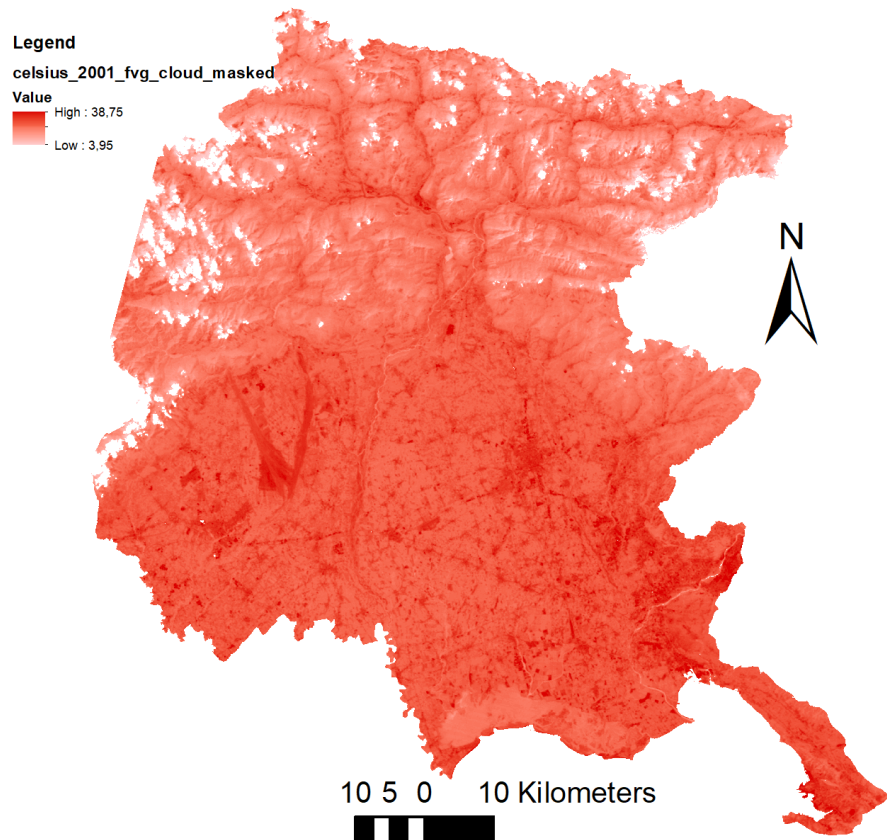 Legend
celsius_2001_fvg_cloud_masked
Value
High : 38,75
Low : 3,95
N
10 5 0 10 Kilometers